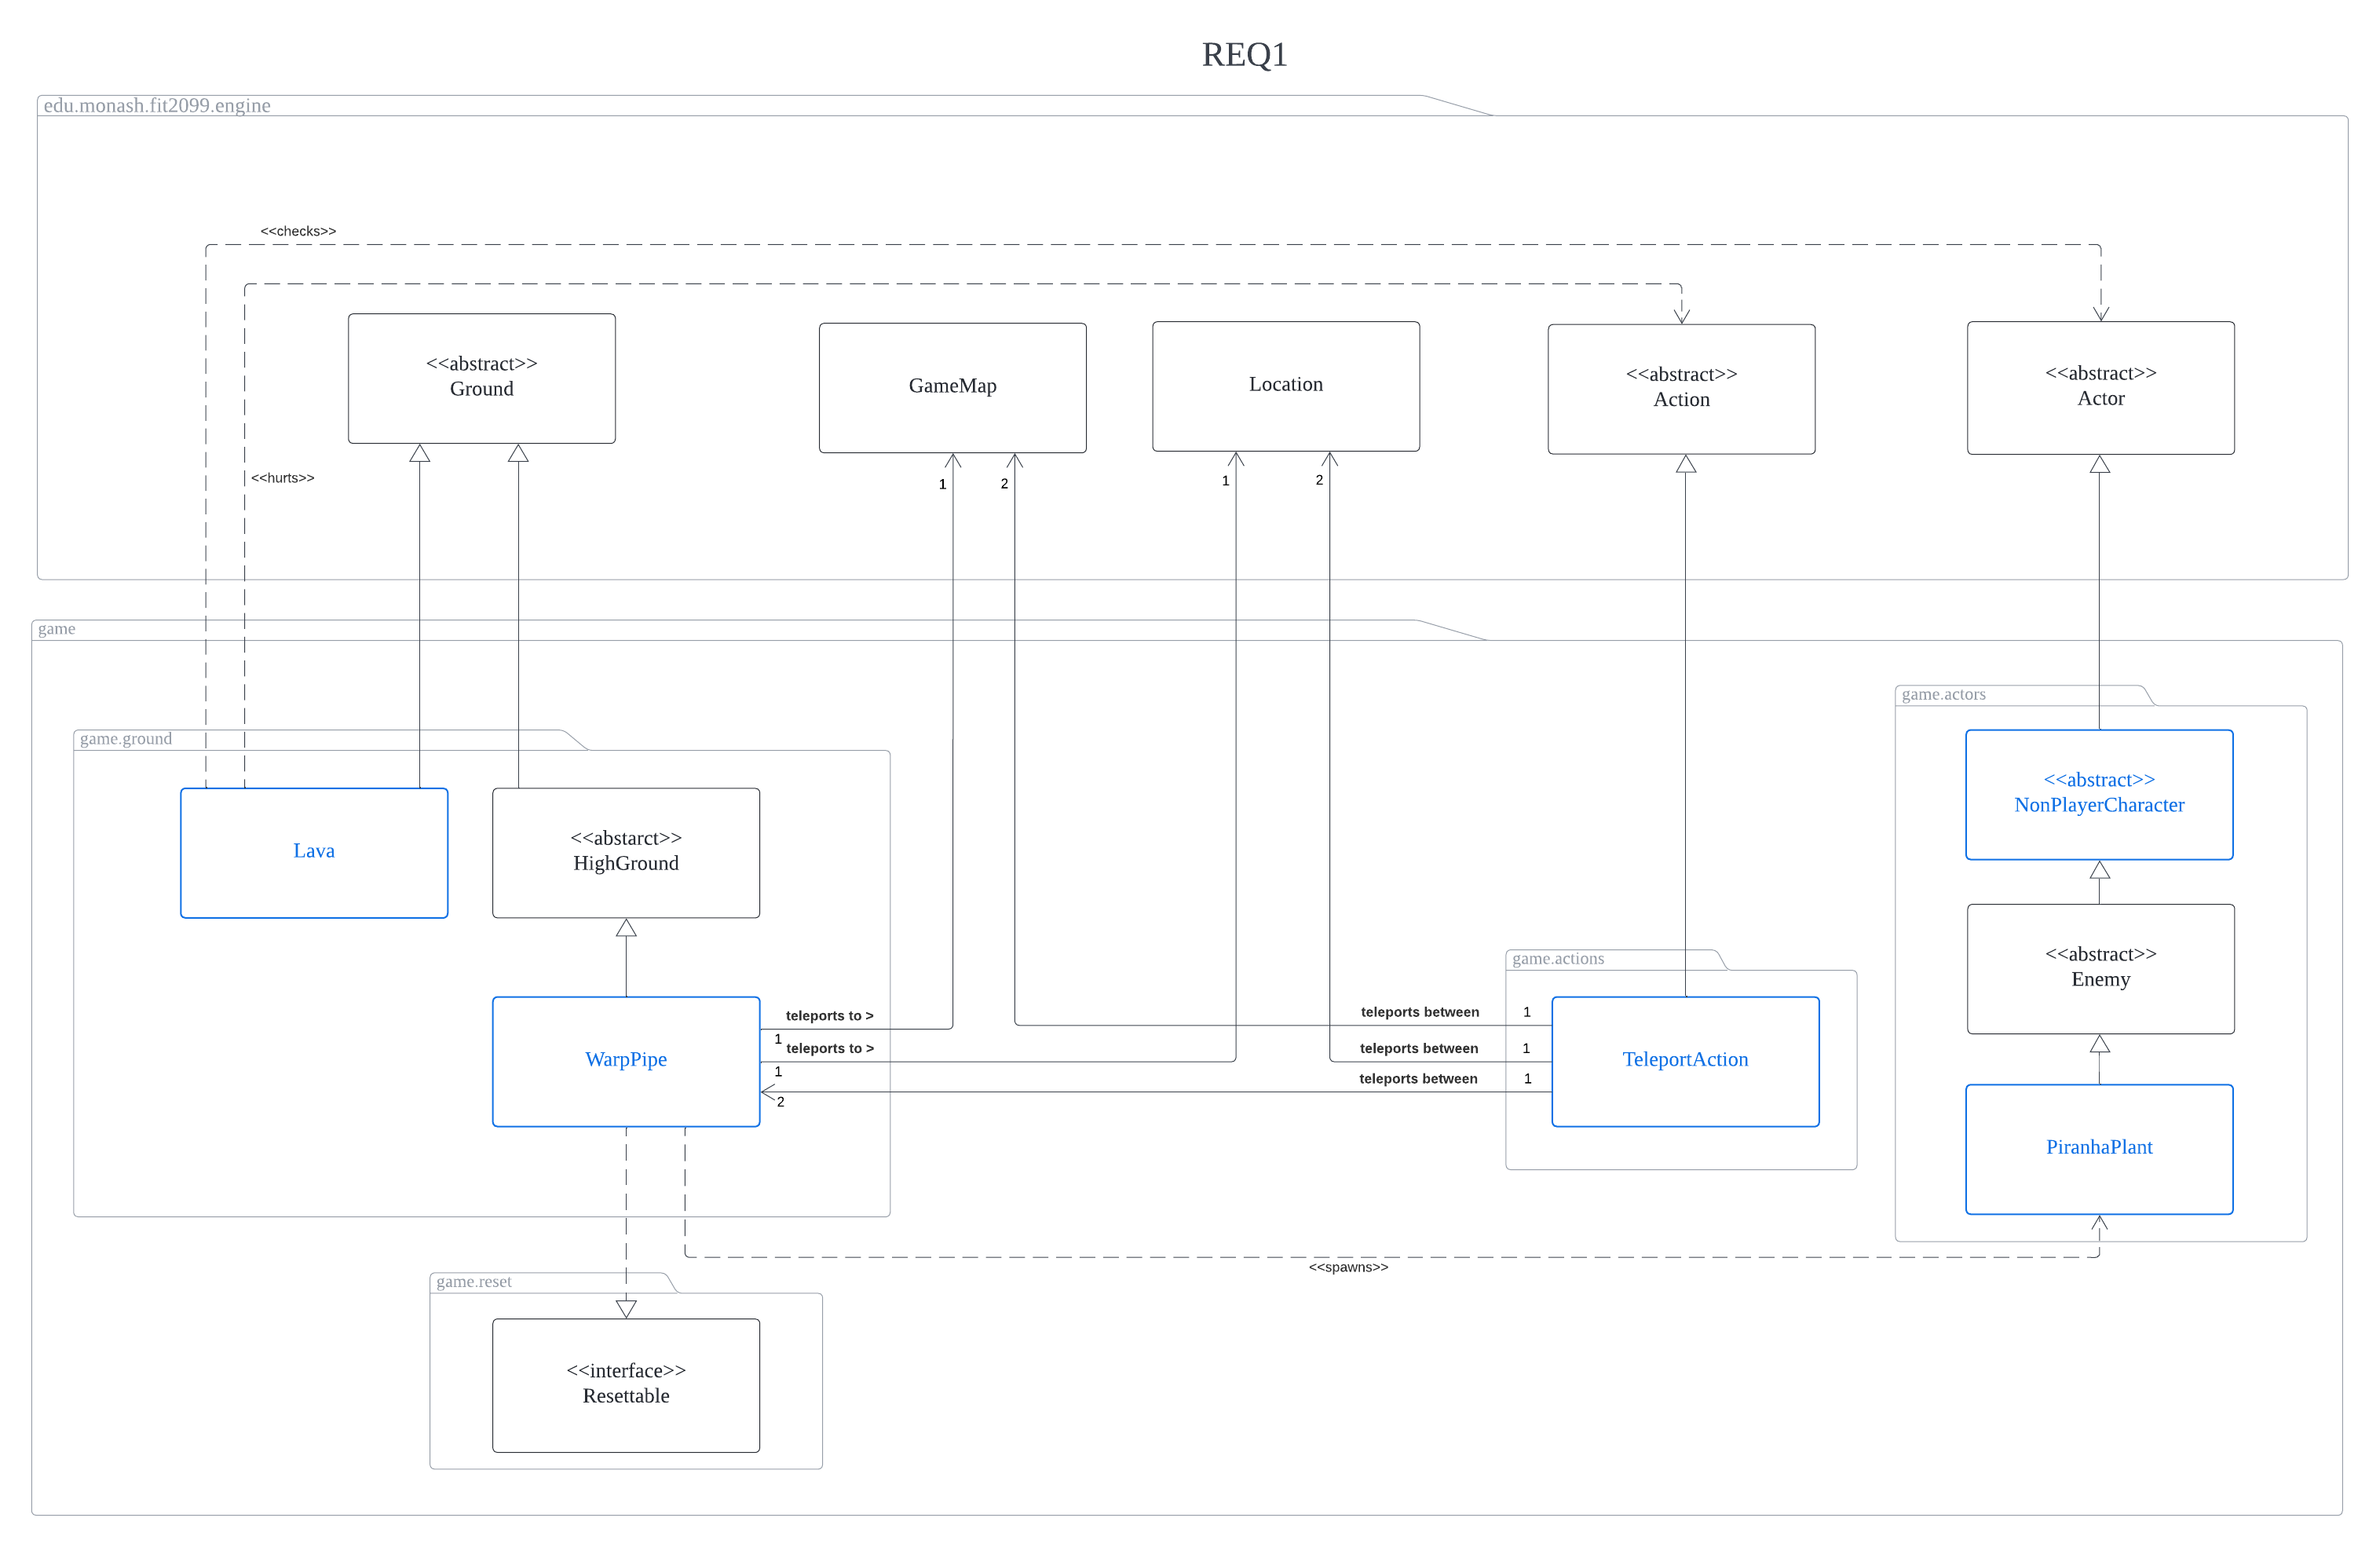 REQ1
edu.monash.fit2099.engine
<<checks>>
<<abstract>>
Ground
GameMap
Location
<<abstract>>
Action
<<abstract>>
Actor
<<hurts>>
1
2
1
2
game
game.actors
game.ground
<<abstract>>
NonPlayerCharacter
Lava
<<abstarct>>
HighGround
<<abstract>>
Enemy
game.actions
WarpPipe
teleports to >
1
teleports to >
1
2
teleports between
1
teleports between
1
teleports between
1
TeleportAction
PiranhaPlant
<<spawns>>
game.reset
<<interface>>
Resettable